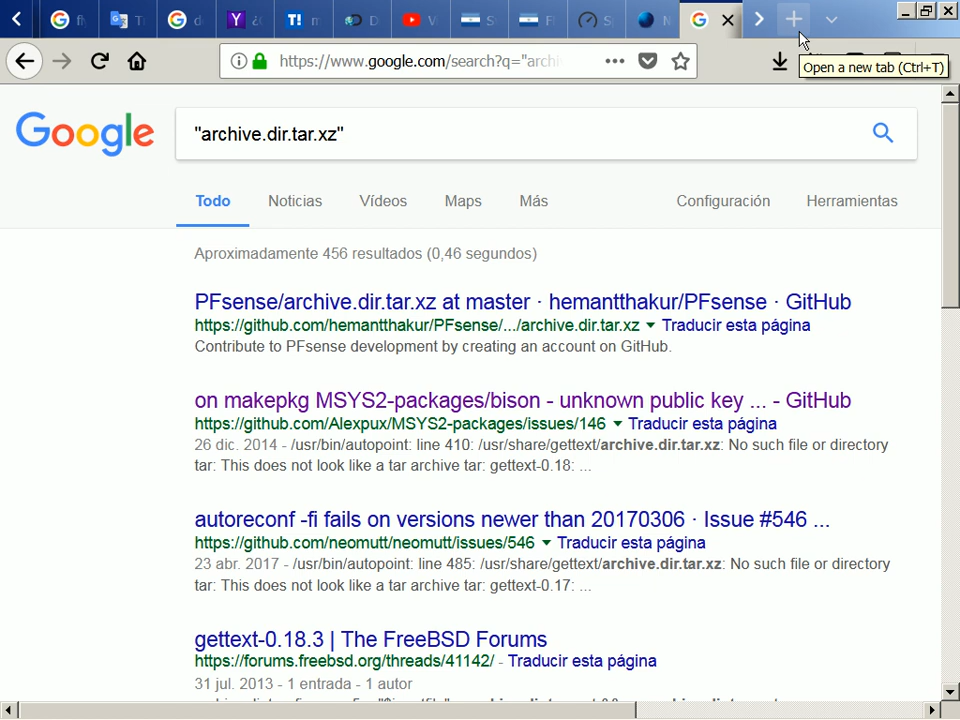 https://www.google.com/search?q="archi
Open a new tab (Ctrl+T)
Google
"archive.dir.tar.xz"
Todo Noticias Vídeos Maps Más Configuración Herramientas
Aproximadamente 456 resultados (0,46 segundos)
PFsense/archive.dir.tar.xz at master · hemantthakur/PFsense · GitHub
https://github.com/hemantthakur/PFsense/.../archive.dir.tar.xz Traducir esta página
Contribute to PFsense development by creating an account on GitHub.
on makepkg MSYS2-packages/bison - unknown public key ... - GitHub
https://github.com/Alexpux/MSYS2-packages/issues/146 Traducir esta página
26 dic. 2014 - /usr/bin/autopoint: line 410: /usr/share/gettext/archive.dir.tar.xz: No such file or directory
tar: This does not look like a tar archive tar: gettext-0.18: ...
autoreconf -fi fails on versions newer than 20170306 · Issue #546 ...
https://github.com/neomutt/neomutt/issues/546 Traducir esta página
23 abr. 2017 - /usr/bin/autopoint: line 485: /usr/share/gettext/archive.dir.tar.xz: No such file or directory
tar: This does not look like a tar archive tar: gettext-0.17: ...
gettext-0.18.3 | The FreeBSD Forums
https://forums.freebsd.org/threads/41142/ - Traducir esta página
31 jul. 2013 - 1 entrada - 1 autor